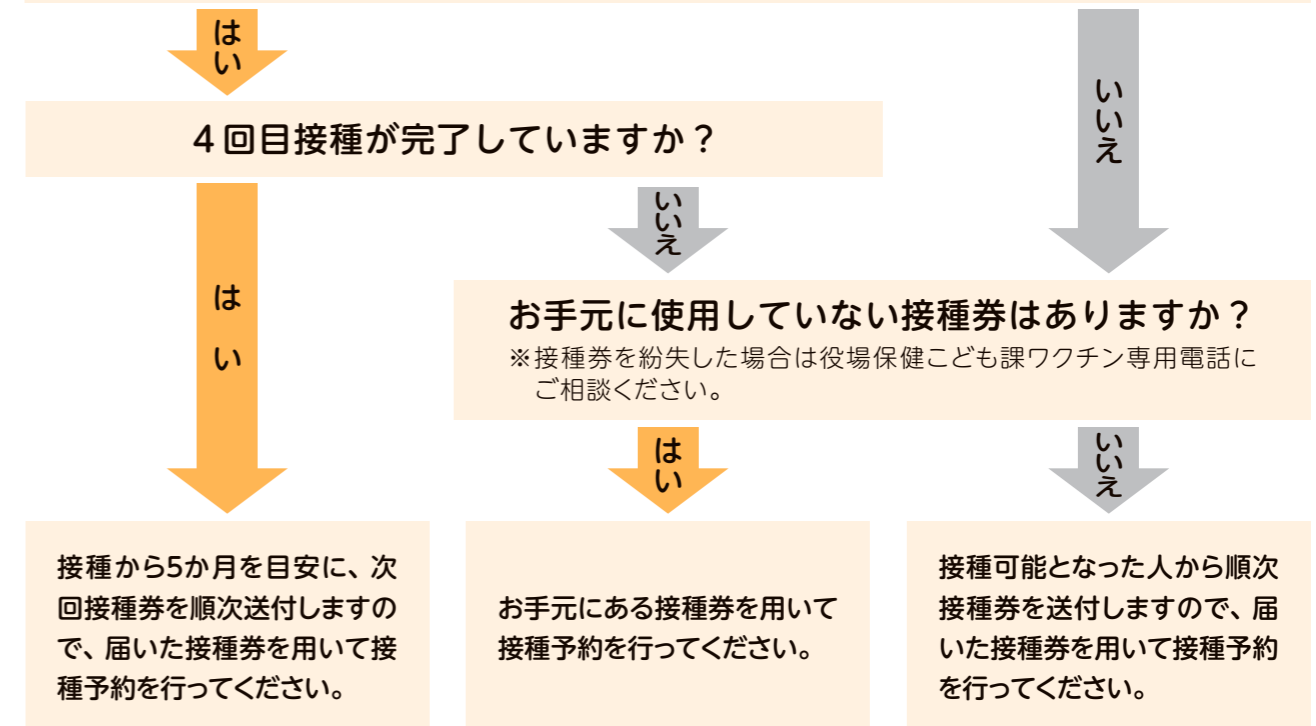 はい
いいえ
4回目接種が完了していますか？
はい
いいえ
お手元に使用していない接種券はありますか？
※接種券を紛失した場合は役場保健こども課ワクチン専用電話に
ご相談ください。
はい
いいえ
接種から5か月を目安に、次
回接種券を順次送付しますの
で、届いた接種券を用いて接
種予約を行ってください。
お手元にある接種券を用いて
接種予約を行ってください。
接種可能となった人から順次
接種券を送付しますので、届
いた接種券を用いて接種予約
を行ってください。